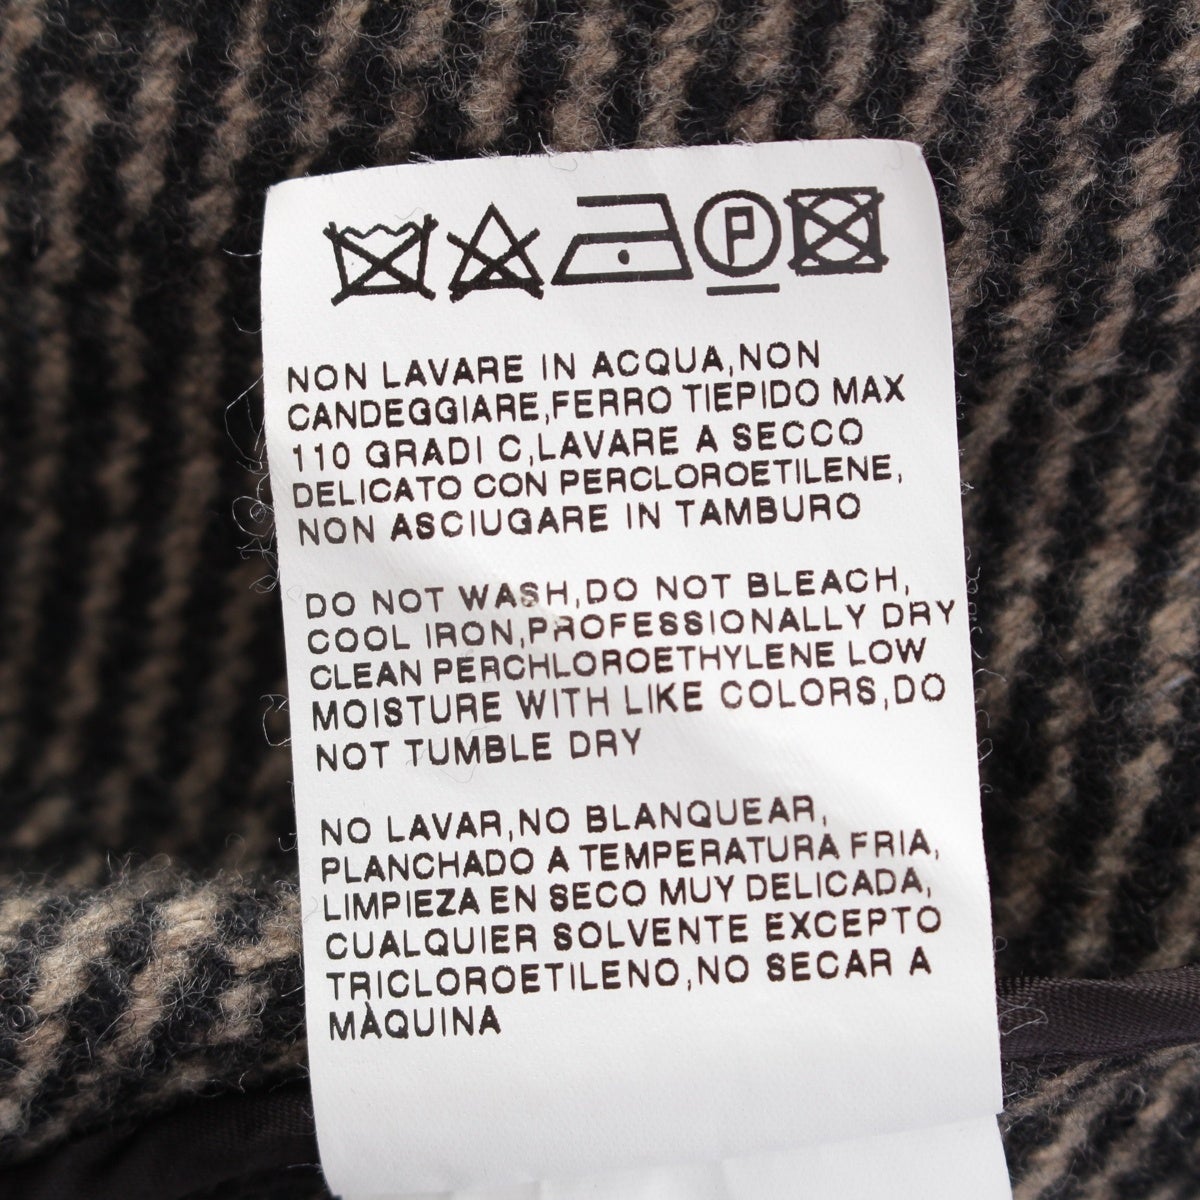 P
NON LAVARE IN ACQUA,NON
CANDEGGIARE,FERRO TIEPIDO MAX
110 GRADI C,LAVARE A SECCO
DELICATO CON PERCLOROETILENE,
NON ASCIUGARE IN TAMBURO
DO NOT WASH,DO NOT BLEACH,
COOL IRON,PROFESSIONALLY DRY
CLEAN PERCHLOROETHYLENE LOW
MOISTURE WITH LIKE COLORS,DO
NOT TUMBLE DRY
NO LAVAR,NO BLANQUEAR,
PLANCHADO A TEMPERATURA FRIA,
LIMPIEZA EN SECO MUY DELICADA,
CUALQUIER SOLVENTE EXCEPTO
TRICLOROETILENO,NO SECAR A
MÀQUINA